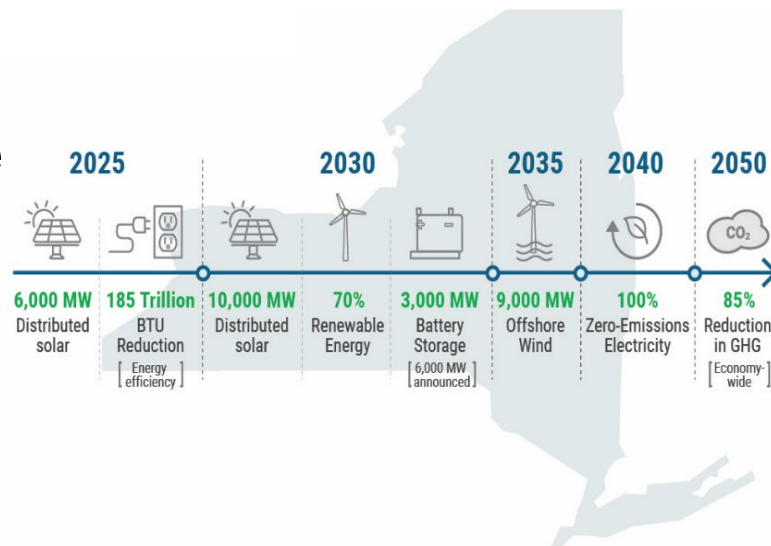 2025
2030
2035
2040
2050
CO₂
6,000 MW
Distributed
solar
185 Trillion
BTU
Reduction
[Energy
efficiency]
10,000 MW
Distributed
solar
70%
Renewable
Energy
3,000 MW
Battery
Storage
[6,000 MW
announced]
9,000 MW
Offshore
Wind
100%
Zero-Emissions
Electricity
85%
Reduction
in GHG
[Economy-
wide]